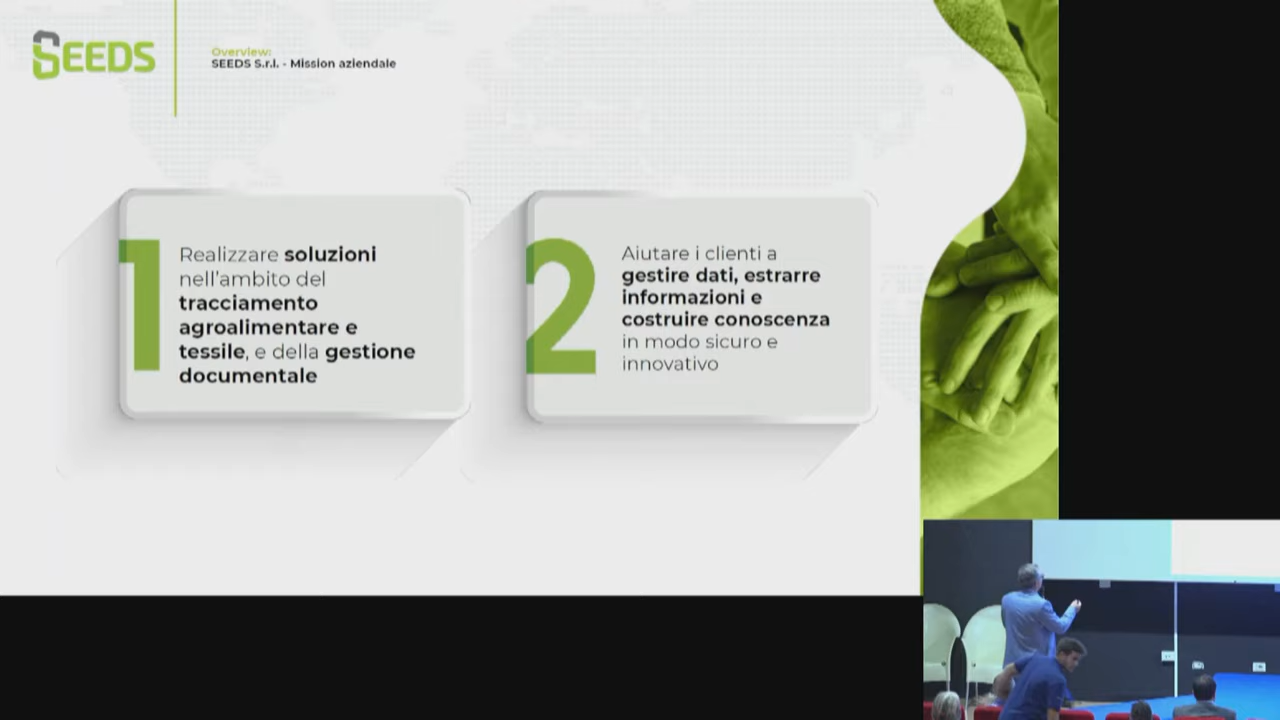 SEEDS
Overview:
SEEDS S.r.l. - Mission aziendale
1
Realizzare soluzioni
nell'ambito del
tracciamento
agroalimentare e
tessile, e della gestione
documentale
2
Aiutare i clienti a
gestire dati, estrarre
informazioni e
costruire conoscenza
in modo sicuro e
innovativo